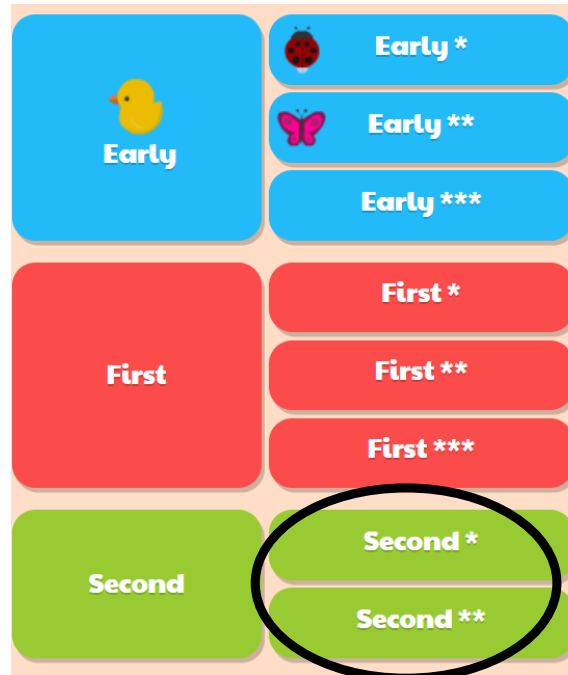 Early
Early *
Early **
Early ***
First
First *
First **
First ***
Second
Second *
Second **